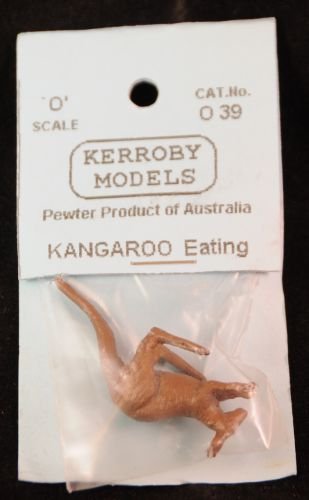 'O'
SCALE
CAT.No.
O 39
KERROBY
MODELS
Pewter Product of Australia
KANGAROO Eating